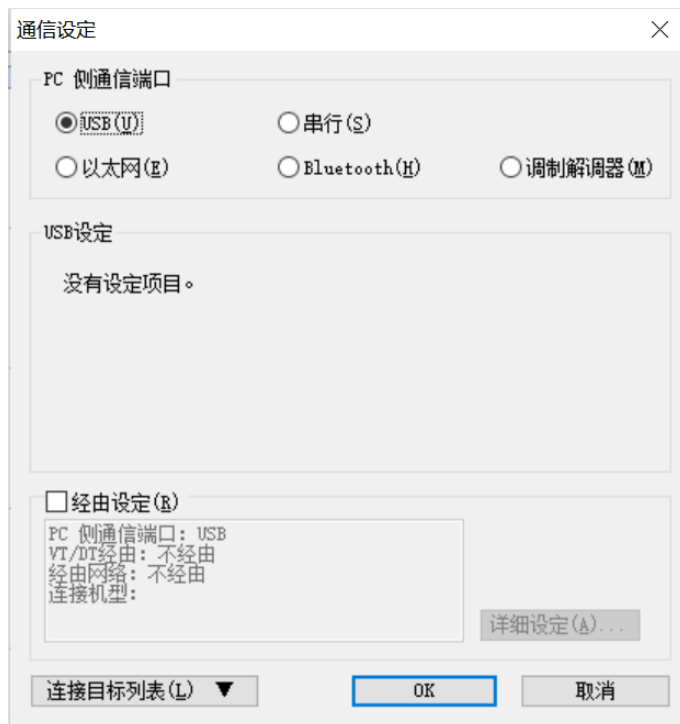 通信设定
PC 侧通信端口
USB(U) 串行(S)
以太网(E) Bluetooth(H) 调制解调器(M)
USB设定
没有设定项目。
经由设定(R)
PC 侧通信端口: USB
VT/DT经由: 不经由
经由网络: 不经由
连接机型:
详细设定(A)...
连接目标列表(L) ▼ OK 取消